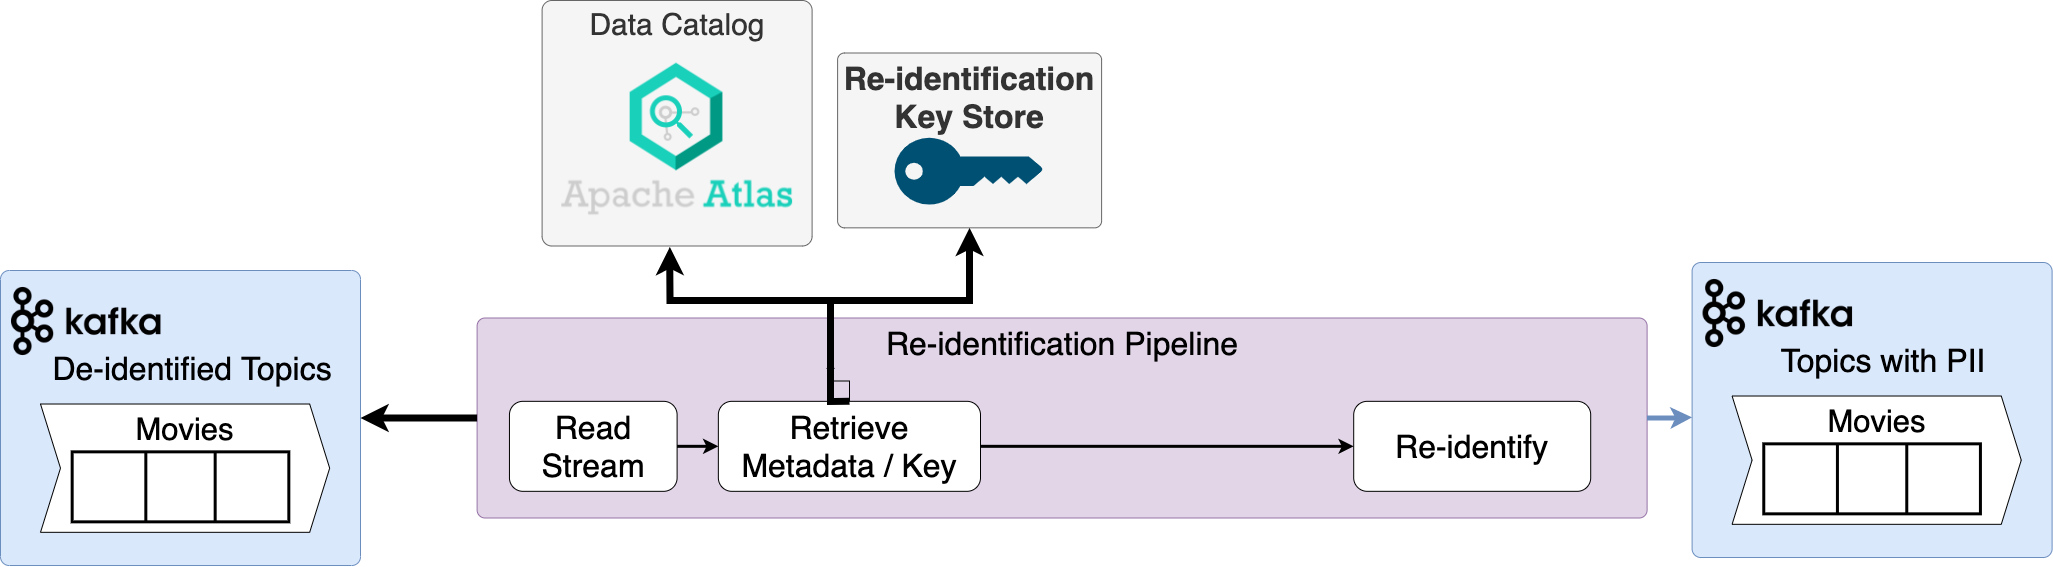 Data Catalog
Apache Atlas
Re-identification
Key Store
kafka
De-identified Topics
Movies
Re-identification Pipeline
Read
Stream
Retrieve
Metadata / Key
Re-identify
kafka
Topics with PII
Movies